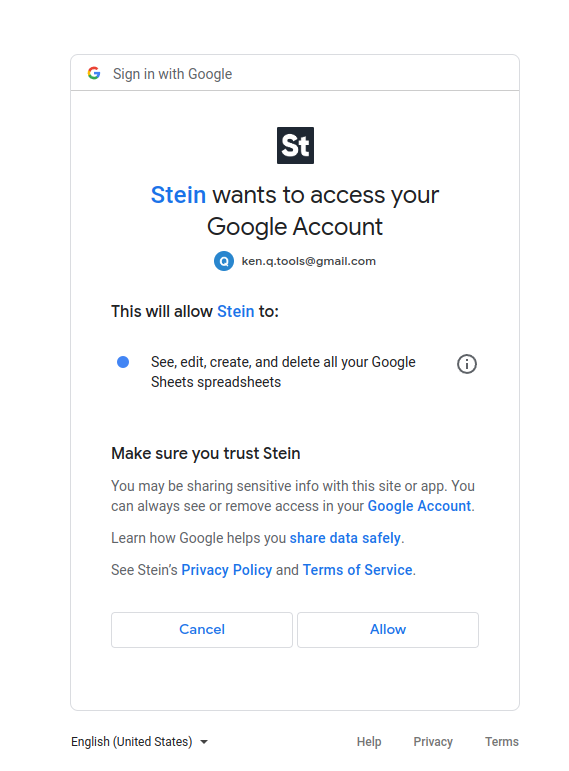 Sign in with Google
St
Stein wants to access your
Google Account
Q ken.q.tools@gmail.com
This will allow Stein to:
See, edit, create, and delete all your Google
Sheets spreadsheets
Make sure you trust Stein
You may be sharing sensitive info with this site or app. You
can always see or remove access in your Google Account.
Learn how Google helps you share data safely.
See Stein’s Privacy Policy and Terms of Service.
Cancel Allow
English (United States) Help Privacy Terms